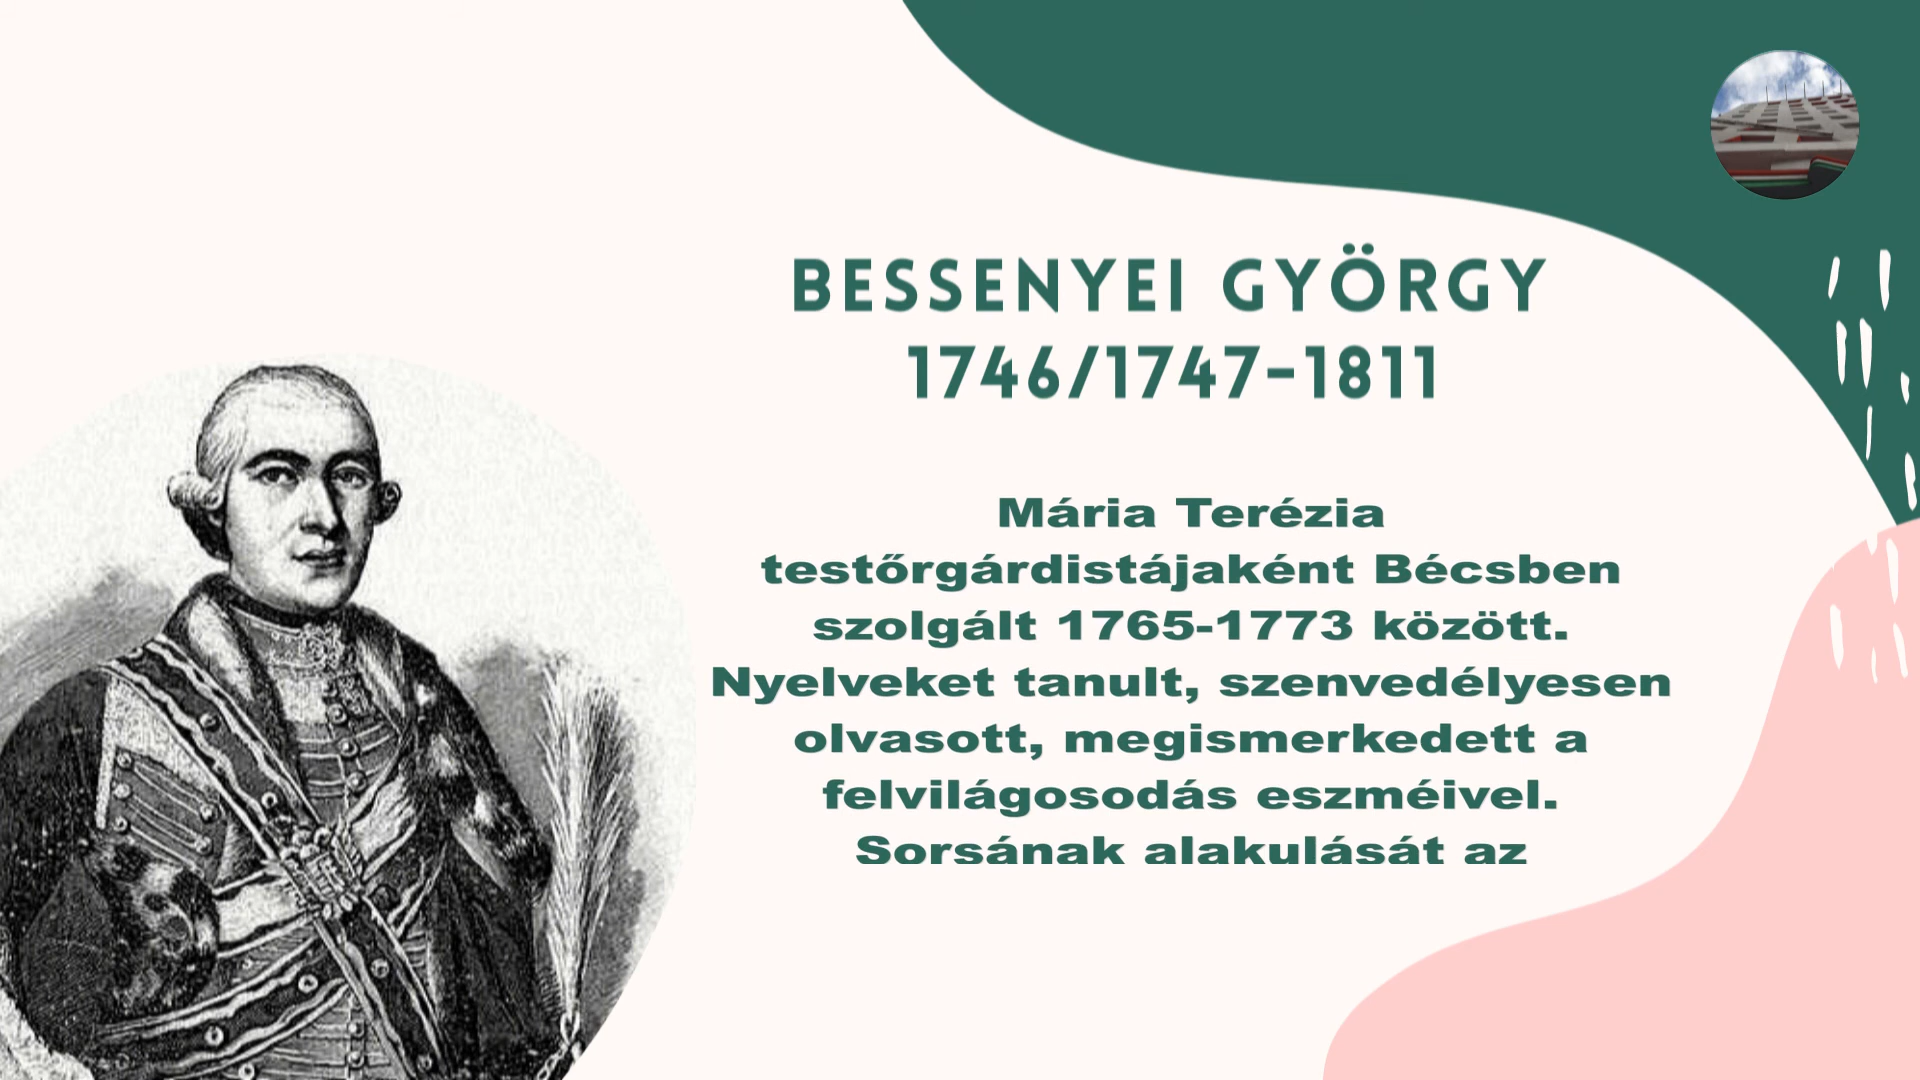 BESSENYEI GYÖRGY
1746/1747-1811
Mária Terézia
testőrgárdistájaként Bécsben
szolgált 1765-1773 között.
Nyelveket tanult, szenvedélyesen
olvasott, megismerkedett a
felvilágosodás eszméivel.
Sorsának alakulását az